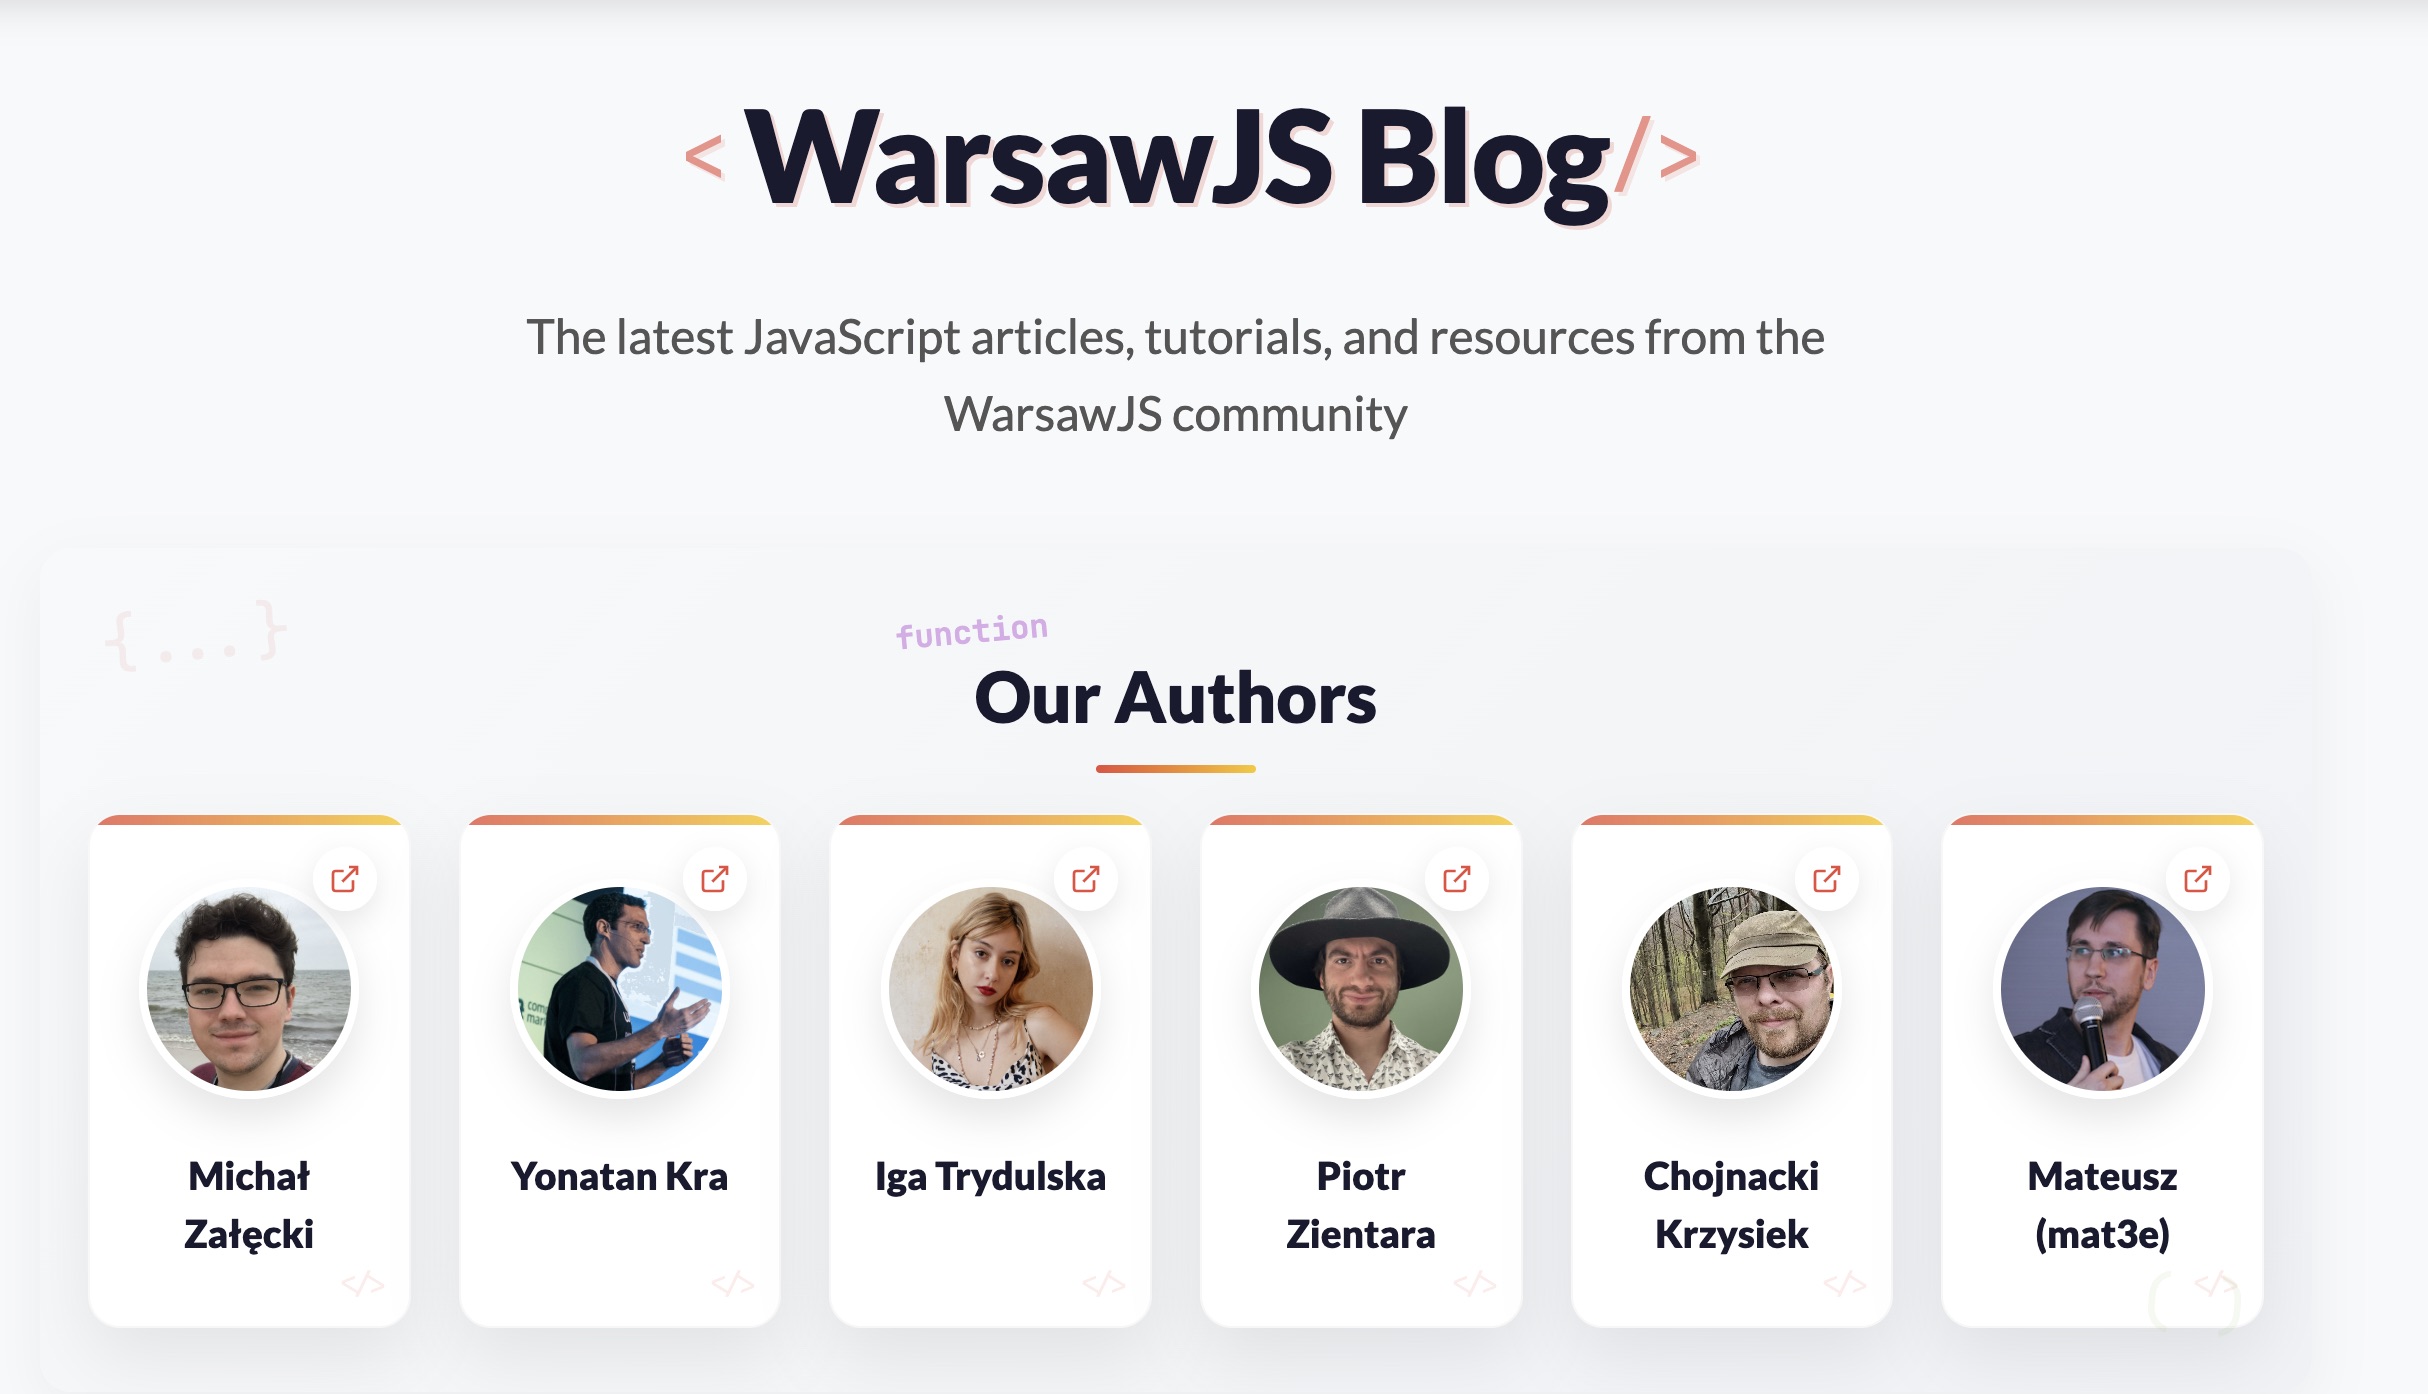 < WarsawJS Blog/>
The latest JavaScript articles, tutorials, and resources from the
WarsawJS community
{...}
function
Our Authors
Michał
Załęcki
</>
Yonatan Kra
</>
Iga Trydulska
</>
Piotr
Zientara
</>
Chojnacki
Krzysiek
</>
Mateusz
(mat3e)
</>
( )